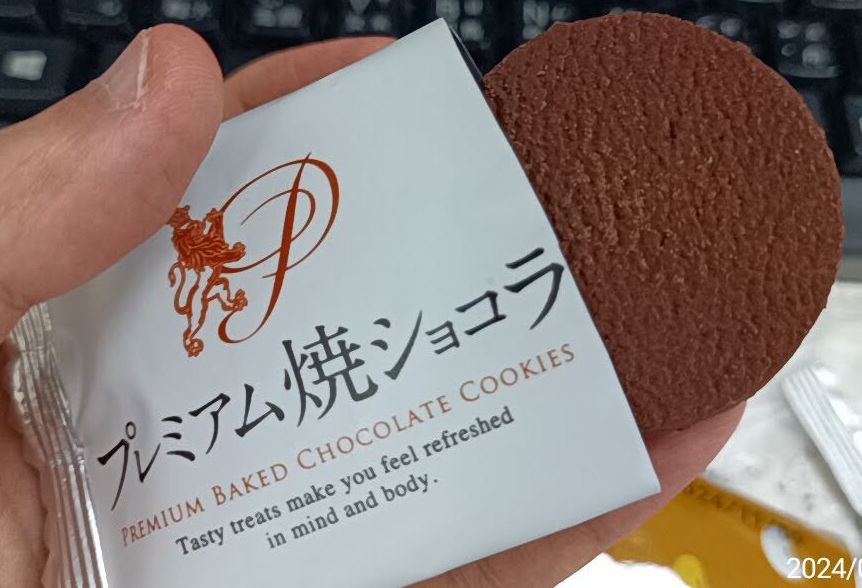 P
プレミアム焼ショコラ
PREMIUM BAKED CHOCOLATE COOKIES
Tasty treats make you feel refreshed
in mind and body.
2024/